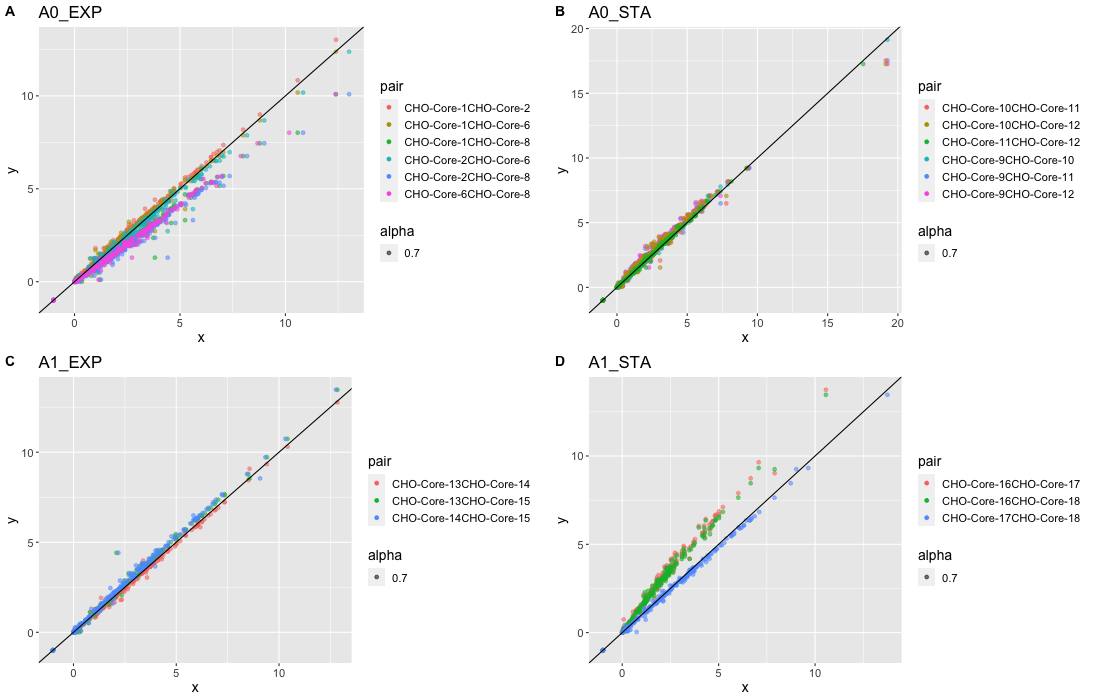 A A0_EXP
10
5
0
0 5 10
x
y
pair
CHO-Core-1CHO-Core-2
CHO-Core-1CHO-Core-6
CHO-Core-1CHO-Core-8
CHO-Core-2CHO-Core-6
CHO-Core-2CHO-Core-8
CHO-Core-6CHO-Core-8
alpha
0.7
B A0_STA
20
15
10
5
0
0 5 10 15 20
x
y
pair
CHO-Core-10CHO-Core-11
CHO-Core-10CHO-Core-12
CHO-Core-11CHO-Core-12
CHO-Core-9CHO-Core-10
CHO-Core-9CHO-Core-11
CHO-Core-9CHO-Core-12
alpha
0.7
C A1_EXP
10
5
0
0 5 10
x
y
pair
CHO-Core-13CHO-Core-14
CHO-Core-13CHO-Core-15
CHO-Core-14CHO-Core-15
alpha
0.7
D A1_STA
10
5
0
0 5 10
x
y
pair
CHO-Core-16CHO-Core-17
CHO-Core-16CHO-Core-18
CHO-Core-17CHO-Core-18
alpha
0.7